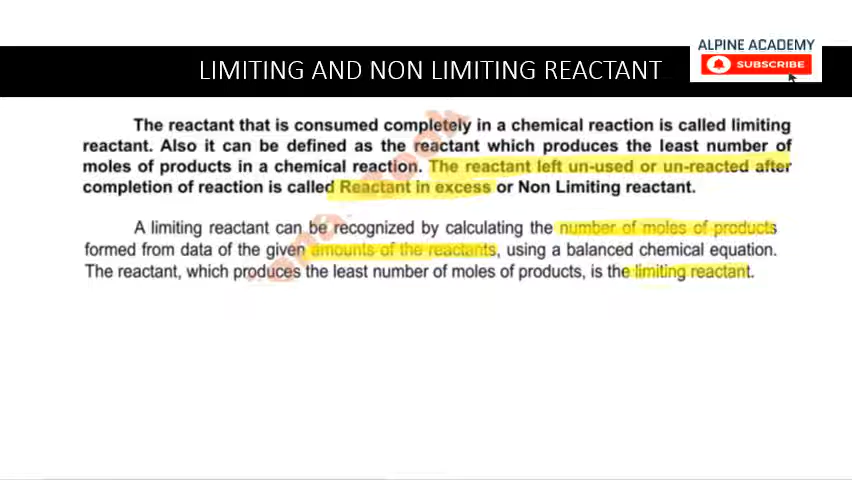 ALPINE ACADEMY
SUBSCRIBE
LIMITING AND NON LIMITING REACTANT
The reactant that is consumed completely in a chemical reaction is called limiting
reactant. Also it can be defined as the reactant which produces the least number of
moles of products in a chemical reaction. The reactant left un-used or un-reacted after
completion of reaction is called Reactant in excess or Non Limiting reactant.
A limiting reactant can be recognized by calculating the number of moles of products
formed from data of the given amounts of the reactants, using a balanced chemical equation.
The reactant, which produces the least number of moles of products, is the limiting reactant.